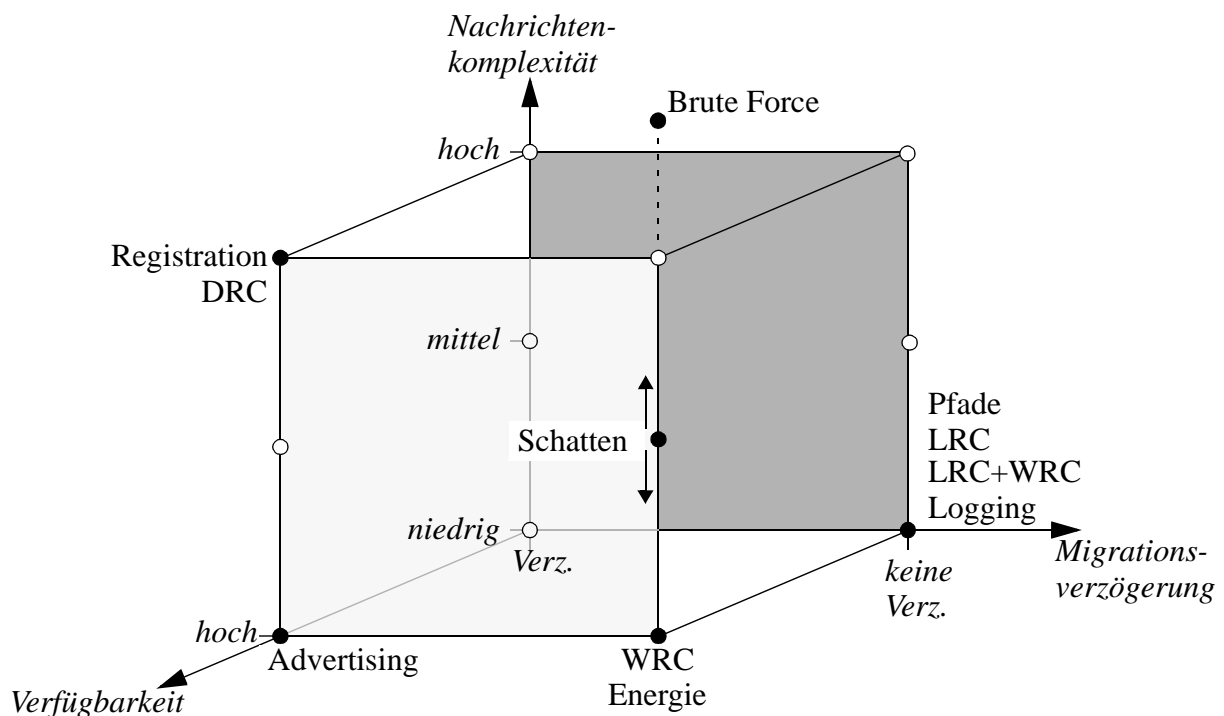 Nachrichten-
komplexität
Brute Force
hoch
Registration
DRC
mittel
Pfade
LRC
LRC+WRC
Logging
Schatten
niedrig
Verz.
keine
Verz.
Migrations-
verzögerung
hoch
Advertising
WRC
Energie
Verfügbarkeit